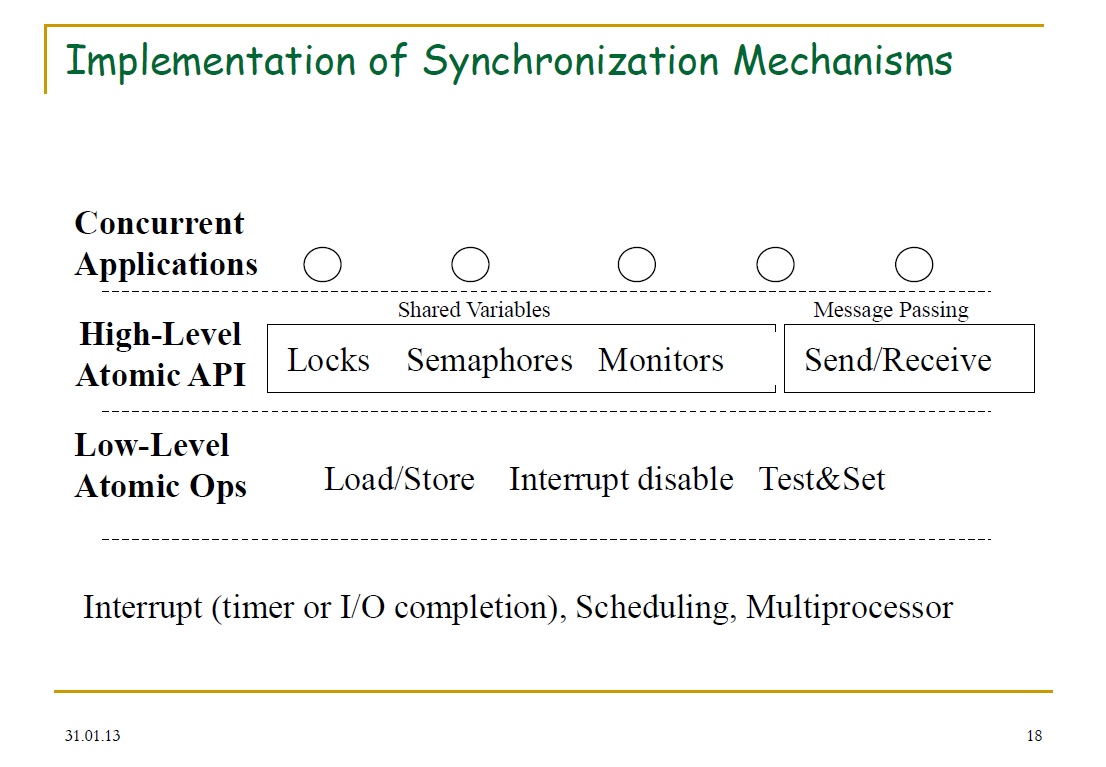 Implementation of Synchronization Mechanisms
Concurrent
Applications
Shared Variables Message Passing
High-Level
Atomic API
Locks Semaphores Monitors Send/Receive
Low-Level
Atomic Ops
Load/Store Interrupt disable Test&Set
Interrupt (timer or I/O completion), Scheduling, Multiprocessor
31.01.13 18